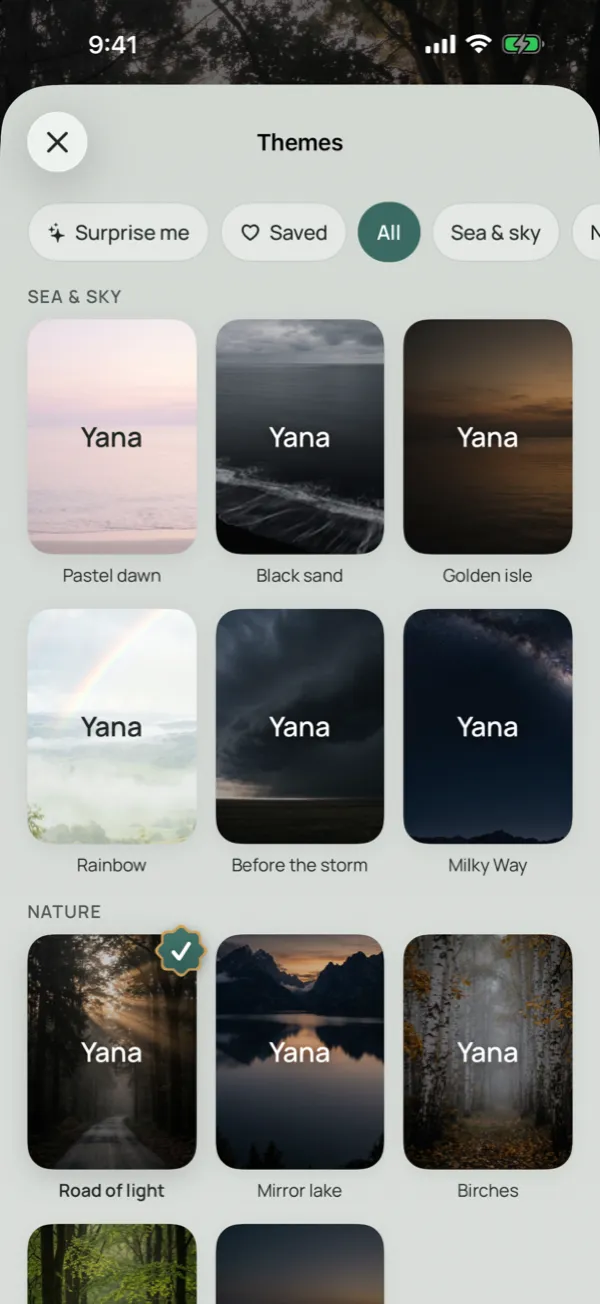 9:41
Themes
Surprise me
Saved
All
Sea & sky
N
SEA & SKY
Yana
Yana
Yana
Pastel dawn
Black sand
Golden isle
Yana
Yana
Yana
Rainbow
Before the storm
Milky Way
NATURE
Yana
Yana
Yana
Road of light
Mirror lake
Birches